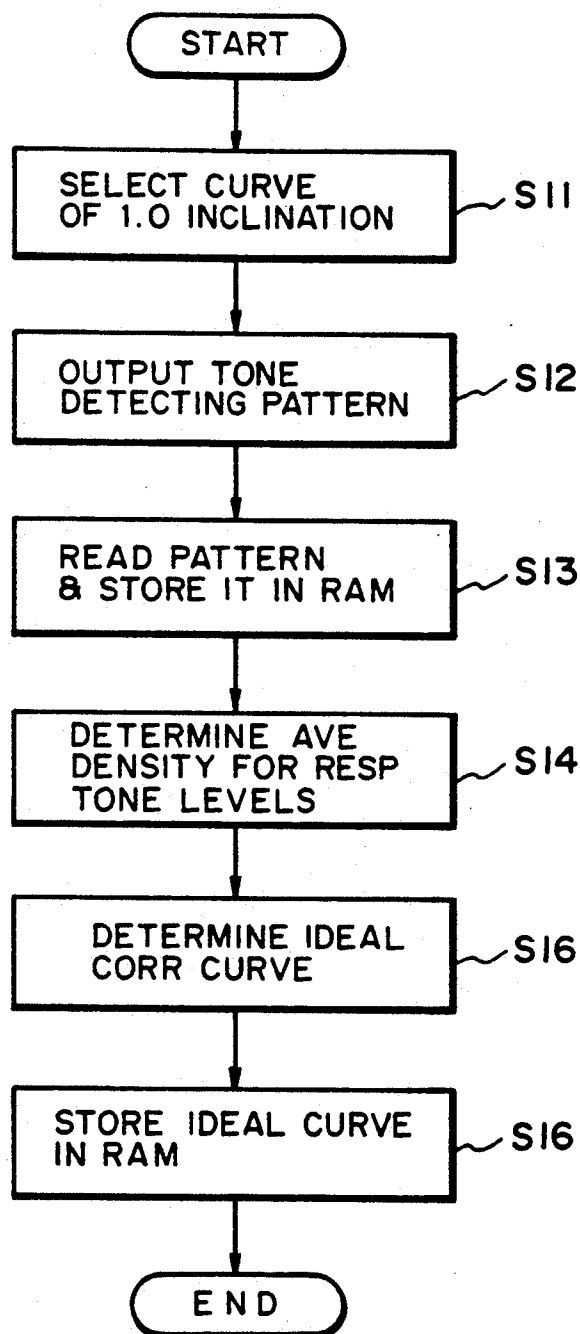 START
SELECT CURVE
OF 1.0 INCLINATION
S11
OUTPUT TONE
DETECTING PATTERN
S12
READ PATTERN
& STORE IT IN RAM
S13
DETERMINE AVE
DENSITY FOR RESP
TONE LEVELS
S14
DETERMINE IDEAL
CORR CURVE
S16
STORE IDEAL CURVE
IN RAM
S16
END